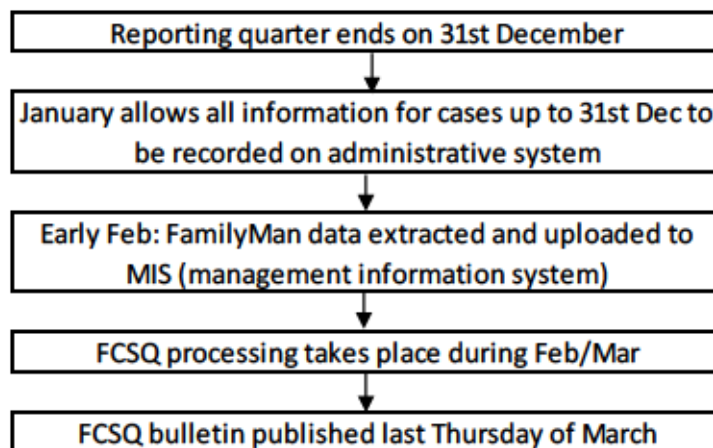 Reporting quarter ends on 31st December
January allows all information for cases up to 31st Dec to
be recorded on administrative system
Early Feb: FamilyMan data extracted and uploaded to
MIS (management information system)
FCSQ processing takes place during Feb/Mar
FCSQ bulletin published last Thursday of March